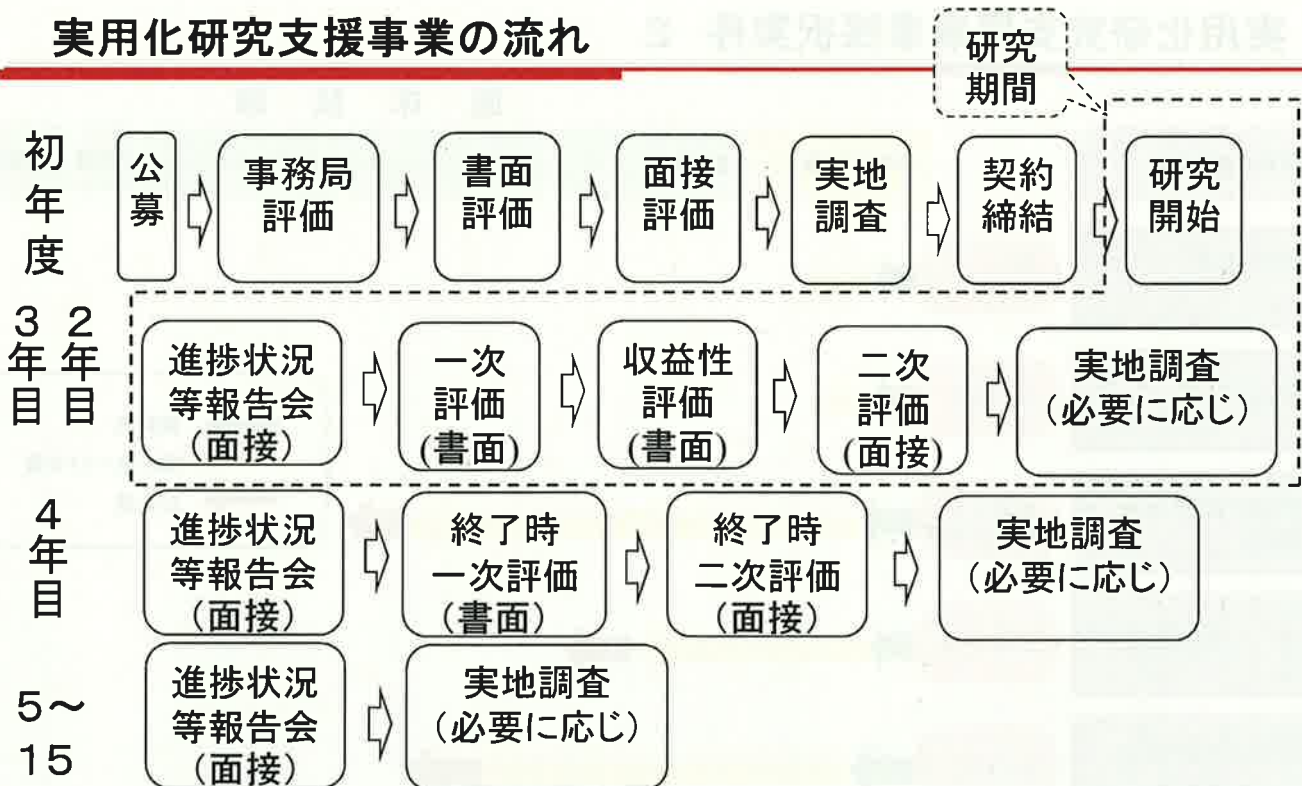 実用化研究支援事業の流れ
研究
期間
初年度
公募
事務局
評価
書面
評価
面接
評価
実地
調査
契約
締結
研究
開始
2年目
3年目
進捗状況
等報告会
(面接)
一次
評価
(書面)
収益性
評価
(書面)
二次
評価
(面接)
実地調査
(必要に応じ)
4年目
進捗状況
等報告会
(面接)
終了時
一次評価
(書面)
終了時
二次評価
(面接)
実地調査
(必要に応じ)
5～
15
進捗状況
等報告会
(面接)
実地調査
(必要に応じ)